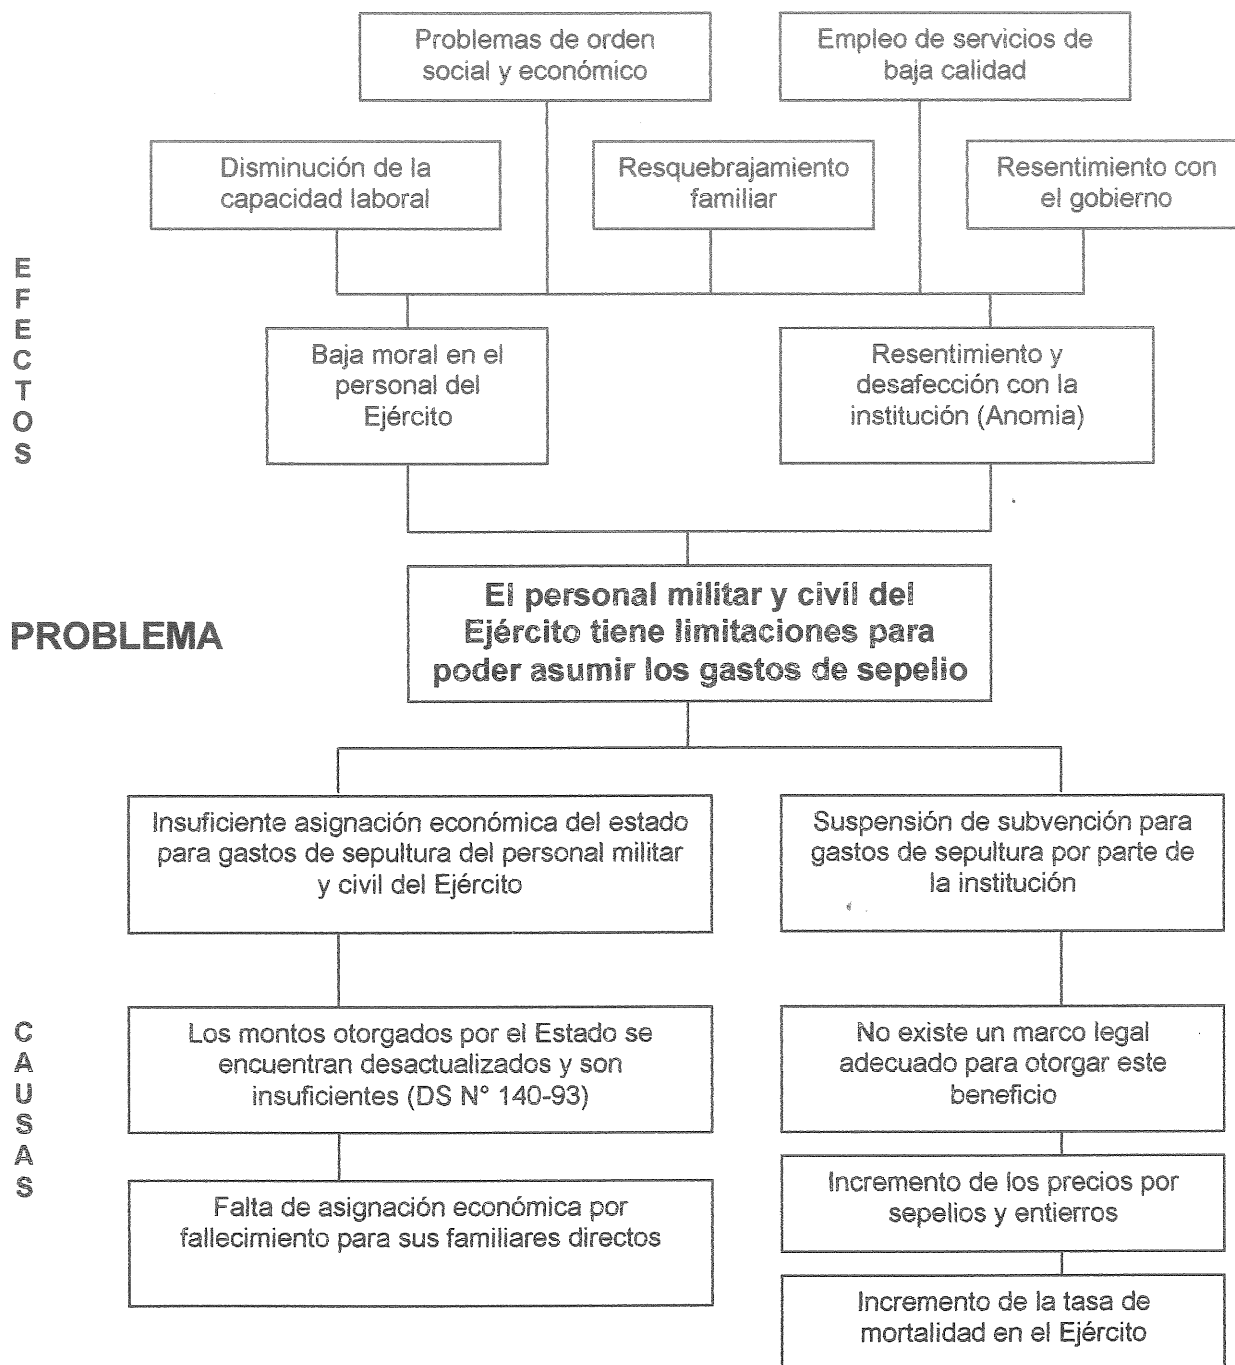 Problemas de orden
social y económico
Empleo de servicios de
baja calidad
Disminución de la
capacidad laboral
Resquebrajamiento
familiar
Resentimiento con
el gobierno
EFECTOS
Baja moral en el
personal del
Ejército
Resentimiento y
desafección con la
institución (Anomia)
PROBLEMA
El personal militar y civil del
Ejército tiene limitaciones para
poder asumir los gastos de sepelio
Insuficiente asignación económica del estado
para gastos de sepultura del personal militar
y civil del Ejército
Suspensión de subvención para
gastos de sepultura por parte de
la institución
CAUSAS
Los montos otorgados por el Estado se
encuentran desactualizados y son
insuficientes (DS N° 140-93)
No existe un marco legal
adecuado para otorgar este
beneficio
Falta de asignación económica por
fallecimiento para sus familiares directos
Incremento de los precios por
sepelios y entierros
Incremento de la tasa de
mortalidad en el Ejército